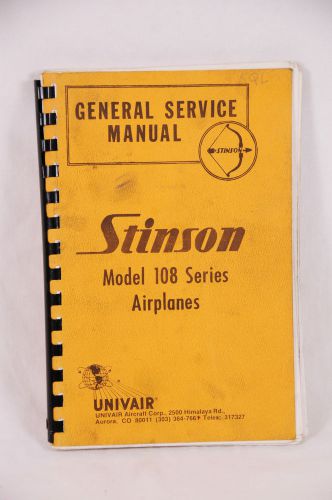 GENERAL SERVICE
MANUAL
STINSON
Stinson
Model 108 Series
Airplanes
UNIVAIR®
UNIVAIR Aircraft Corp., 2500 Himalaya Rd.,
Aurora, CO 80011 (303) 364-7661 Telex: 317327